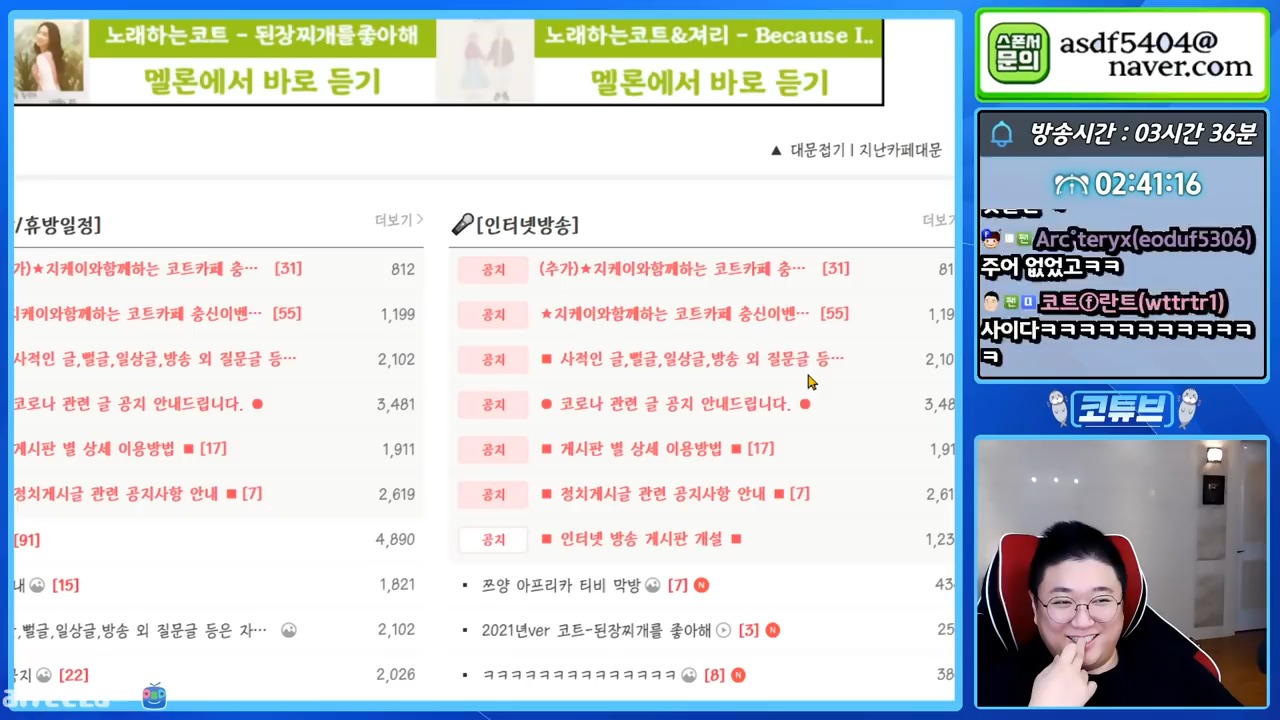 노래하는코트 - 된장찌개를좋아해
멜론에서 바로 듣기
노래하는코트&져리 - Because I..
멜론에서 바로 듣기
▲ 대문접기 | 지난카페대문
/휴방일정]
더보기 >
가)★지케이와함께하는 코트카페 충… [31] 812
지케이와함께하는 코트카페 충신이벤… [55] 1,199
사적인 글,뻘글,일상글,방송 외 질문글 등… 2,102
코로나 관련 글 공지 안내드립니다. ● 3,481
게시판 별 상세 이용방법 ■ [17] 1,911
정치게시글 관련 공지사항 안내 ■ [7] 2,619
[91] 4,890
내 [15] 1,821
,뻘글,일상글,방송 외 질문글 등은 자… 2,102
공지 [22] 2,026
[인터넷방송]
더보기
공지 (추가)★지케이와함께하는 코트카페 충… [31] 81
공지 ★지케이와함께하는 코트카페 충신이벤… [55] 1,19
공지 ■ 사적인 글,뻘글,일상글,방송 외 질문글 등… 2,10
공지 ● 코로나 관련 글 공지 안내드립니다. ● 3,48
공지 ■ 게시판 별 상세 이용방법 ■ [17] 1,91
공지 ■ 정치게시글 관련 공지사항 안내 ■ [7] 2,61
공지 ■ 인터넷 방송 게시판 개설 ■ 1,23
▪ 쯔양 아프리카 티비 막방 [7] N 43
▪ 2021년ver 코트-된장찌개를 좋아해 [3] N 25
▪ ㅋㅋㅋㅋㅋㅋㅋㅋㅋㅋㅋㅋㅋㅋㅋ [8] N 38
스폰서
문의
asdf5404@
naver.com
방송시간 : 03시간 36분
02:41:16
팬 Arc'teryx(eoduf5306)
주어 없었고ㅋㅋ
팬 코트ⓕ란트(wttrtr1)
사이다ㅋㅋㅋㅋㅋㅋㅋㅋㅋㅋㅋ
ㅋ
코튜브